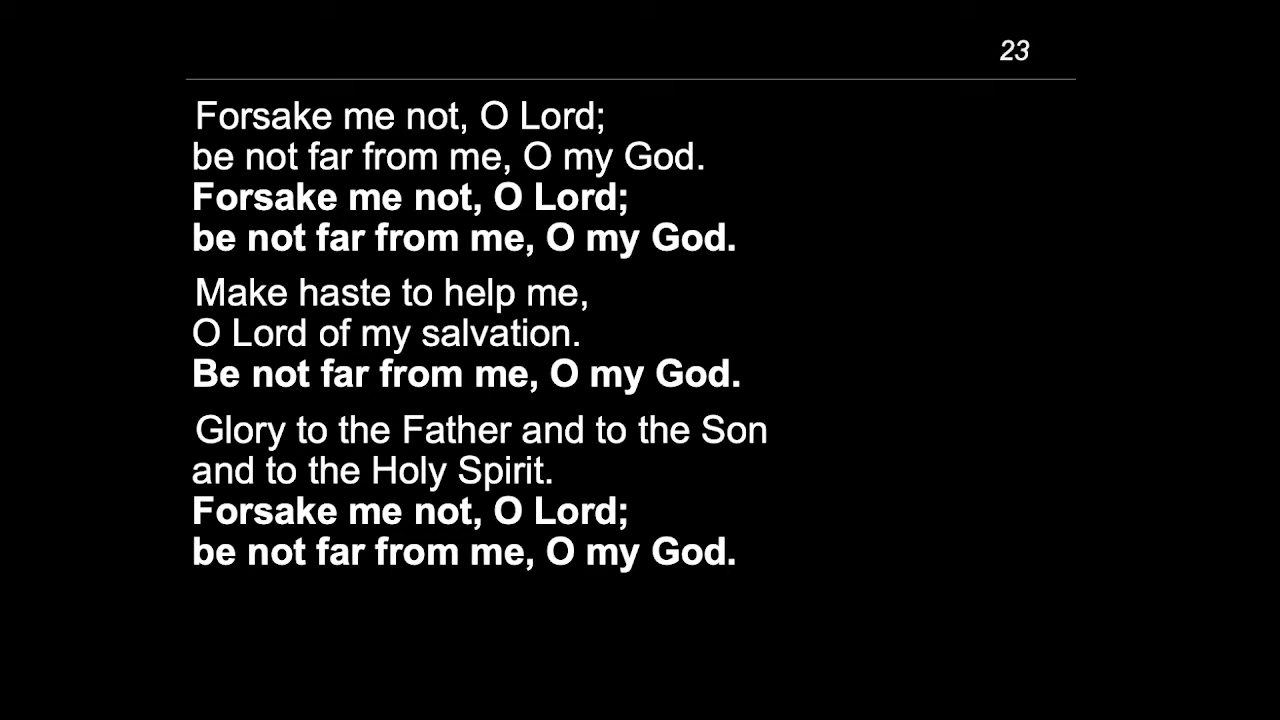 23
Forsake me not, O Lord;
be not far from me, O my God.
Forsake me not, O Lord;
be not far from me, O my God.
Make haste to help me,
O Lord of my salvation.
Be not far from me, O my God.
Glory to the Father and to the Son
and to the Holy Spirit.
Forsake me not, O Lord;
be not far from me, O my God.